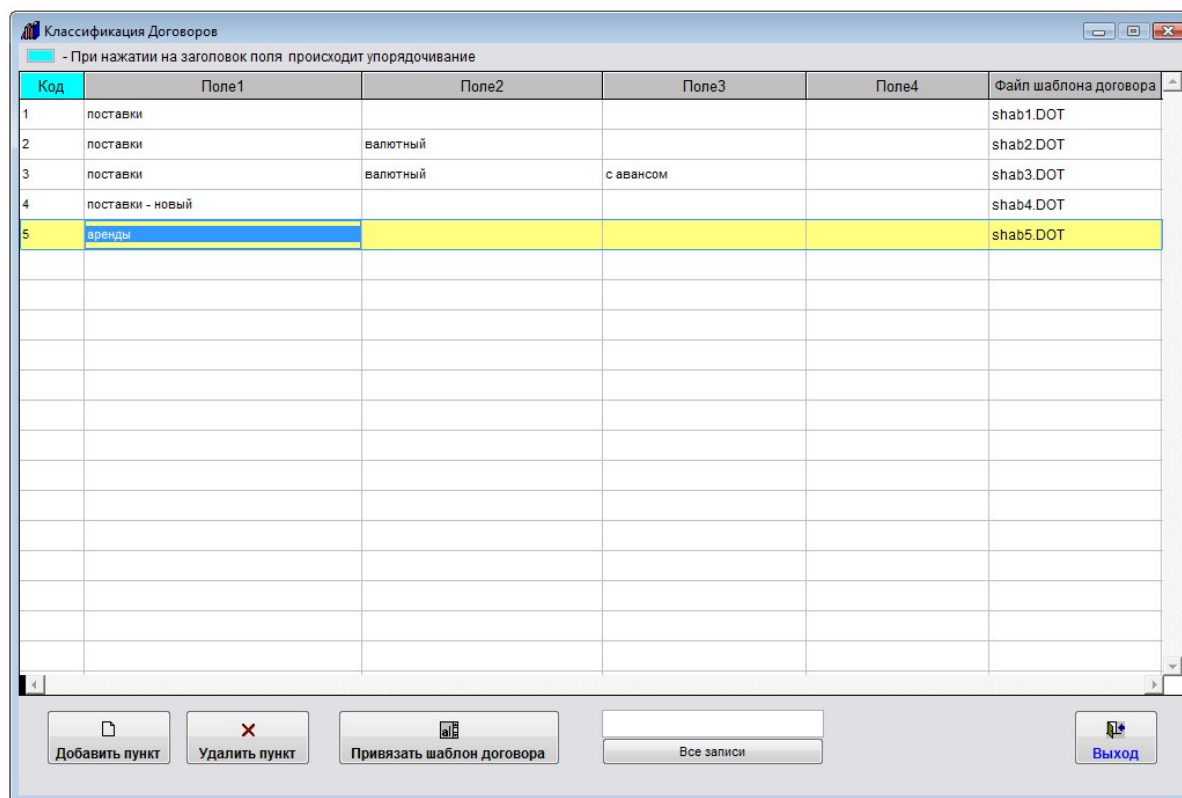 Классификация Договоров
- При нажатии на заголовок поля происходит упорядочивание
Код Поле1 Поле2 Поле3 Поле4 Файл шаблона договора
1 поставки shab1.DOT
2 поставки валютный shab2.DOT
3 поставки валютный с авансом shab3.DOT
4 поставки - новый shab4.DOT
5 аренды shab5.DOT
Добавить пункт Удалить пункт Привязать шаблон договора Все записи Выход